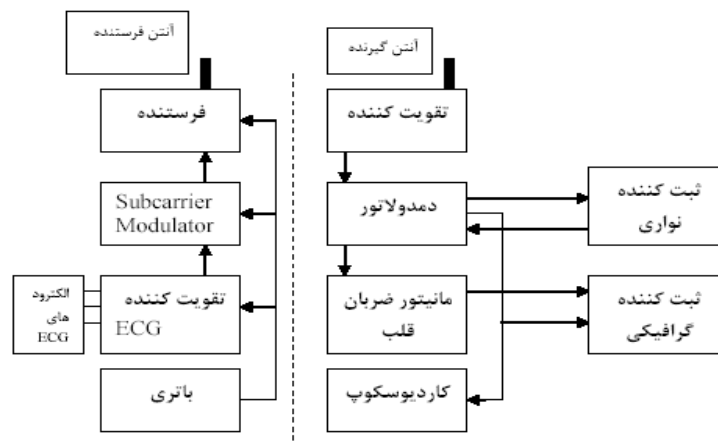 آنتن فرستنده
آنتن گیرنده
فرستنده
تقویت کننده
Subcarrier
Modulator
دمدولاتور
ثبت کننده
نواری
الکترود
های
ECG
تقویت کننده
ECG
مانیتور ضربان
قلب
ثبت کننده
گرافیکی
باتری
کاردیوسکوپ